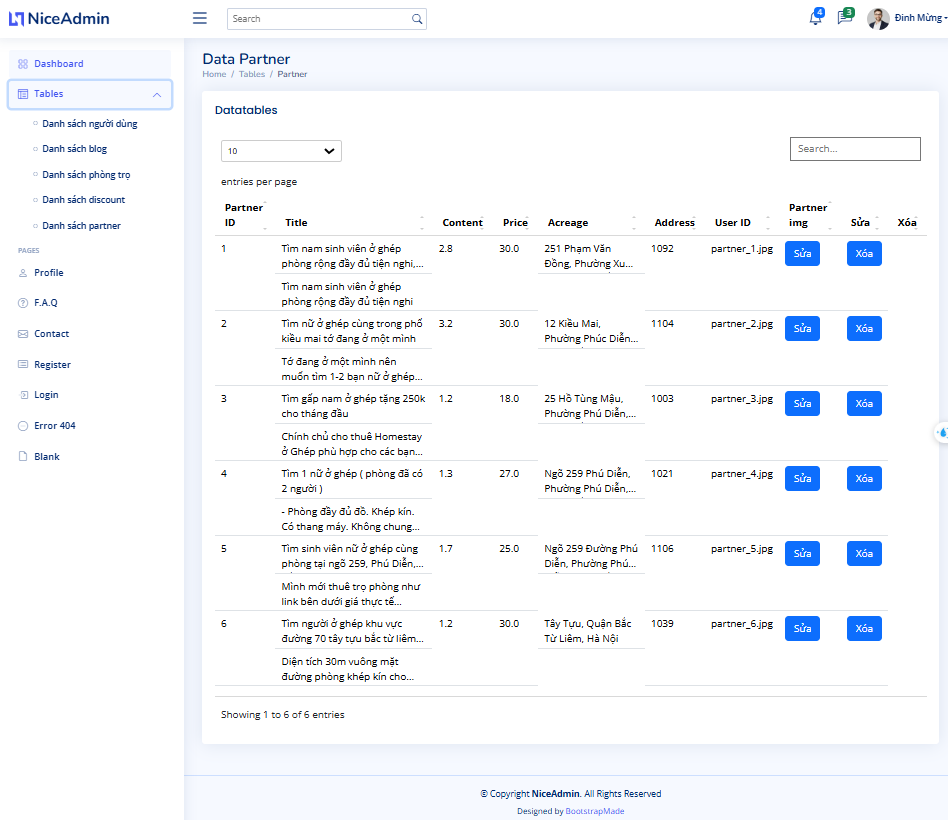 NiceAdmin
Search
4
3
Đinh Mừng
Dashboard
Tables
Danh sách người dùng
Danh sách blog
Danh sách phòng trọ
Danh sách discount
Danh sách partner
PAGES
Profile
F.A.Q
Contact
Register
Login
Error 404
Blank
Data Partner
Home / Tables / Partner
Datatables
10
Search...
entries per page
Partner ID Title Content Price Acreage Address User ID Partner img Sửa Xóa
1 Tìm nam sinh viên ở ghép 2.8 30.0 251 Phạm Văn 1092 partner_1.jpg Sửa Xóa
phòng rộng đầy đủ tiện nghi,... Đồng, Phường Xu...
Tìm nam sinh viên ở ghép
phòng rộng đầy đủ tiện nghi
2 Tìm nữ ở ghép cùng trong phố 3.2 30.0 12 Kiều Mai, 1104 partner_2.jpg Sửa Xóa
kiều mai tớ đang ở một mình Phường Phúc Diễn...
Tớ đang ở một mình nên
muốn tìm 1-2 bạn nữ ở ghép...
3 Tìm gấp nam ở ghép tặng 250k 1.2 18.0 25 Hồ Tùng Mậu, 1003 partner_3.jpg Sửa Xóa
cho tháng đầu Phường Phú Diễn,...
Chính chủ cho thuê Homestay
ở Ghép phù hợp cho các bạn...
4 Tìm 1 nữ ở ghép ( phòng đã có 1.3 27.0 Ngõ 259 Phú Diễn, 1021 partner_4.jpg Sửa Xóa
2 người ) Phường Phú Diễn,...
- Phòng đầy đủ đồ. Khép kín.
Có thang máy. Không chung...
5 Tìm sinh viên nữ ở ghép cùng 1.7 25.0 Ngõ 259 Đường Phú 1106 partner_5.jpg Sửa Xóa
phòng tại ngõ 259, Phú Diễn,... Diễn, Phường Phú...
Mình mới thuê trọ phòng như
link bên dưới giá thực tế...
6 Tìm người ở ghép khu vực 1.2 30.0 Tây Tựu, Quận Bắc 1039 partner_6.jpg Sửa Xóa
đường 70 tây tựu bắc từ liêm... Từ Liêm, Hà Nội
Diện tích 30m vuông mặt
đường phòng khép kín cho...
Showing 1 to 6 of 6 entries
© Copyright NiceAdmin. All Rights Reserved
Designed by BootstrapMade